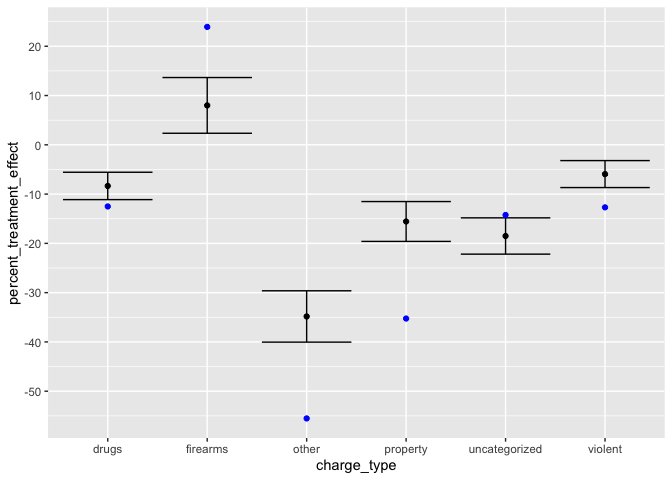 percent_treatment_effect
20
10
0
-10
-20
-30
-40
-50
drugs firearms other property uncategorized violent
charge_type